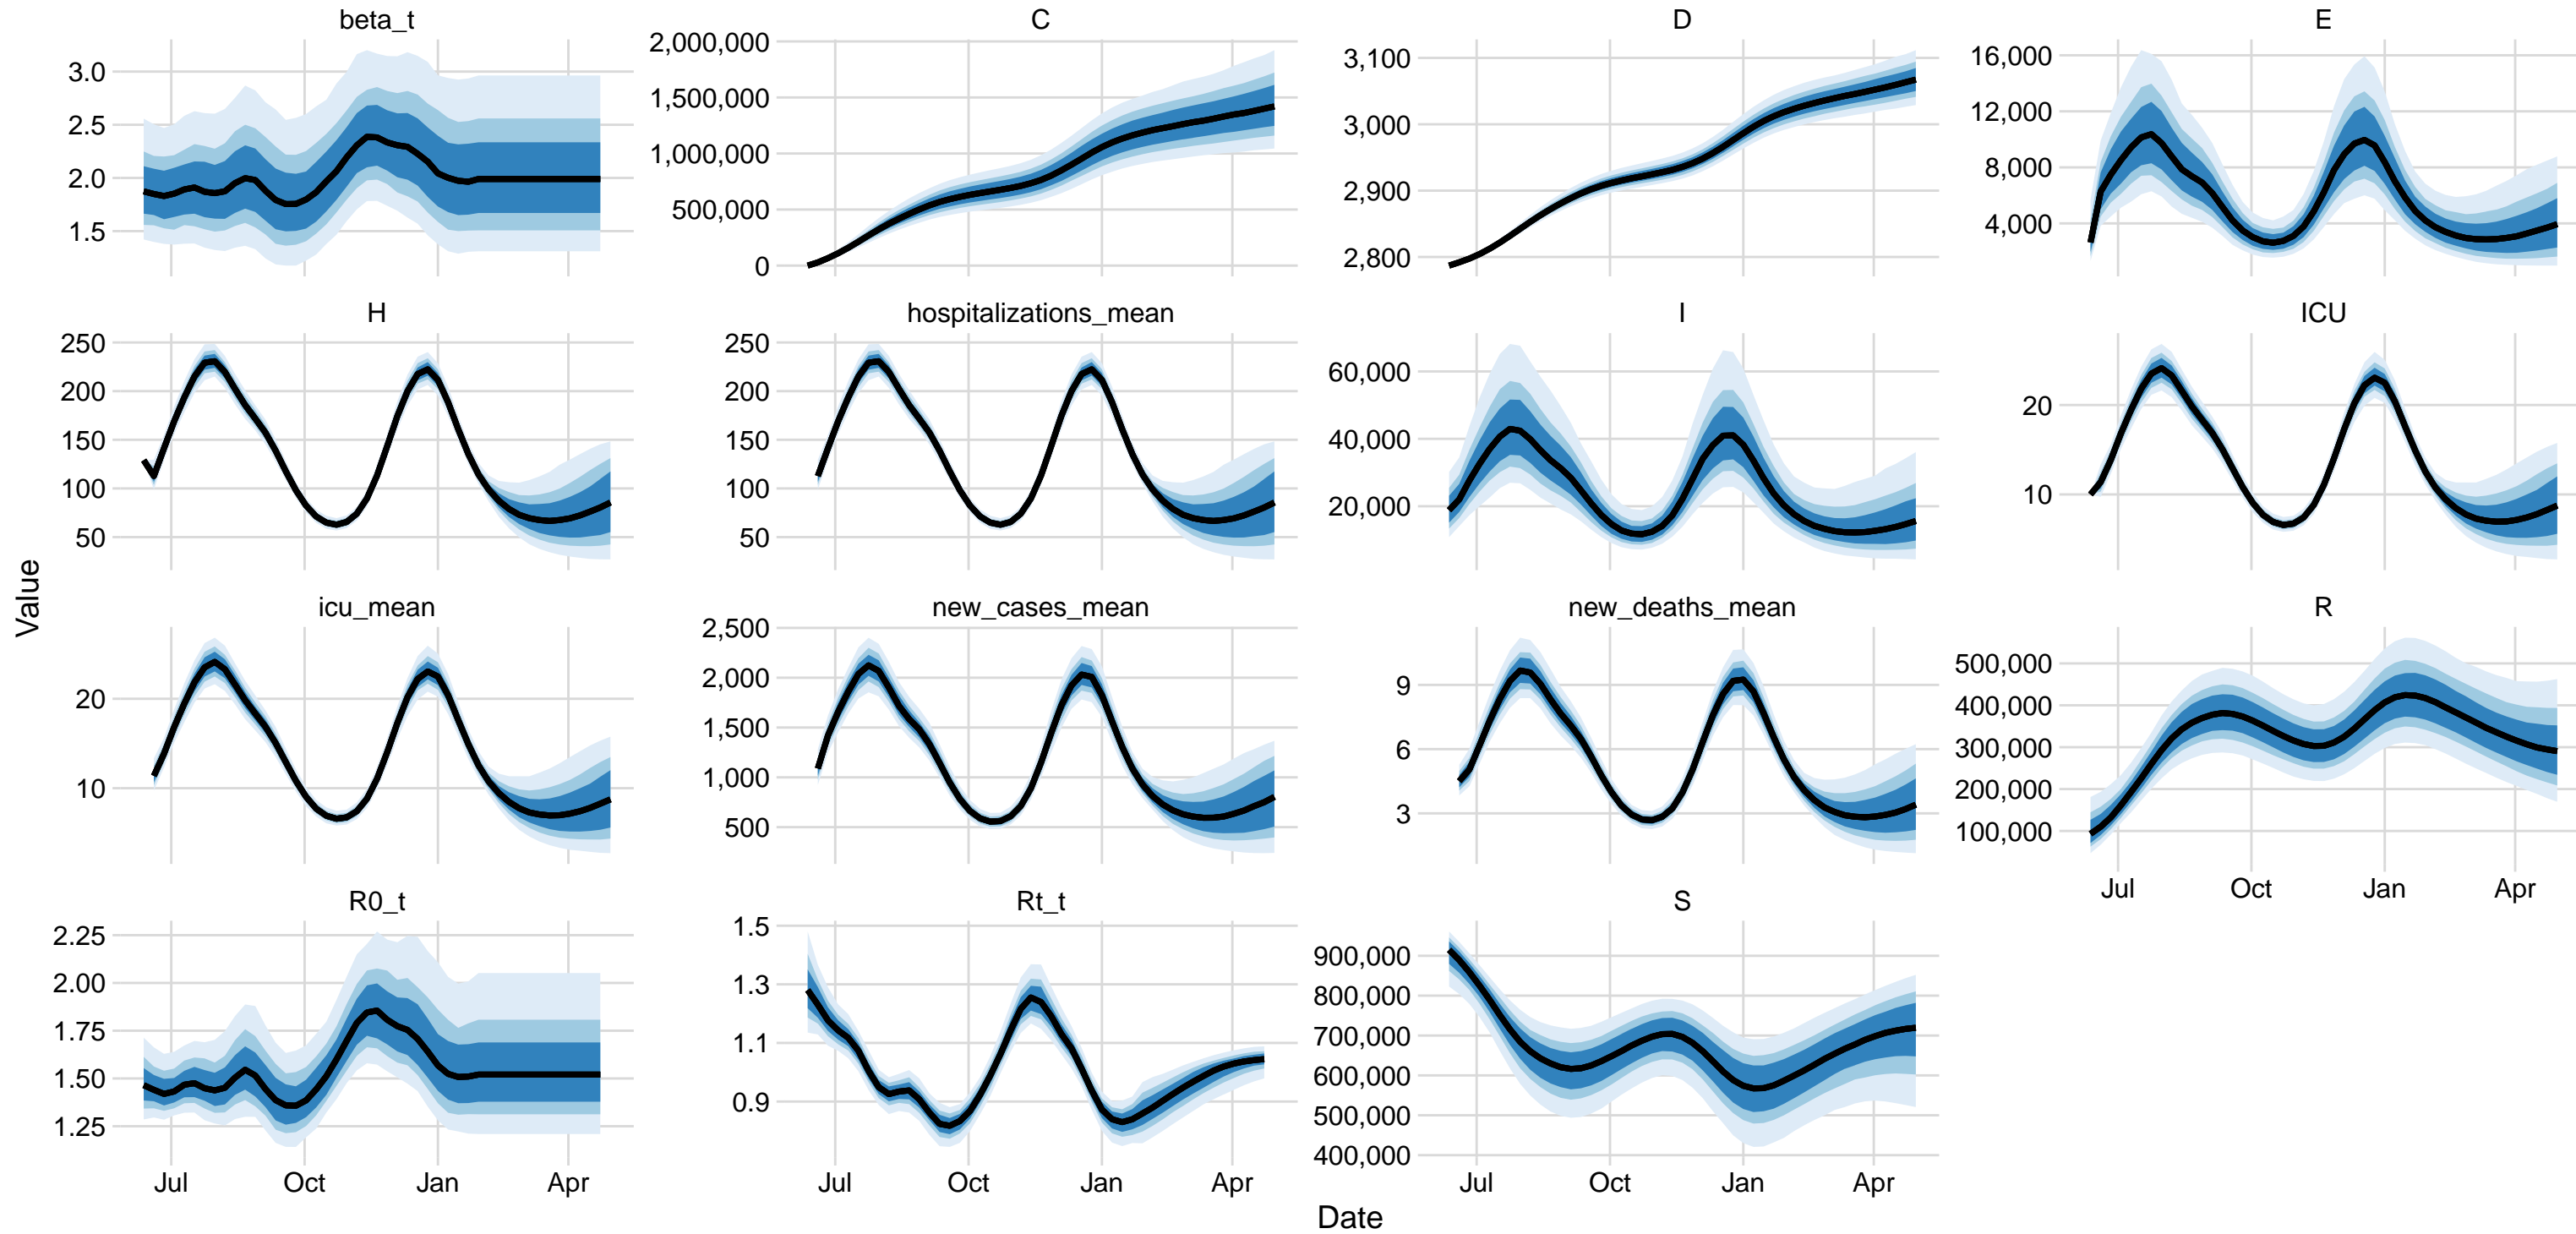 beta_t
C
D
E
3.0
2.5
2.0
1.5
2,000,000
1,500,000
1,000,000
500,000
0
3,100
3,000
2,900
2,800
16,000
12,000
8,000
4,000
H
hospitalizations_mean
I
ICU
250
200
150
100
50
250
200
150
100
50
60,000
40,000
20,000
20
10
Value
icu_mean
new_cases_mean
new_deaths_mean
R
20
10
2,500
2,000
1,500
1,000
500
9
6
3
500,000
400,000
300,000
200,000
100,000
Jul Oct Jan Apr
R0_t
Rt_t
S
2.25
2.00
1.75
1.50
1.25
1.5
1.3
1.1
0.9
900,000
800,000
700,000
600,000
500,000
400,000
Jul Oct Jan Apr
Jul Oct Jan Apr
Jul Oct Jan Apr
Date